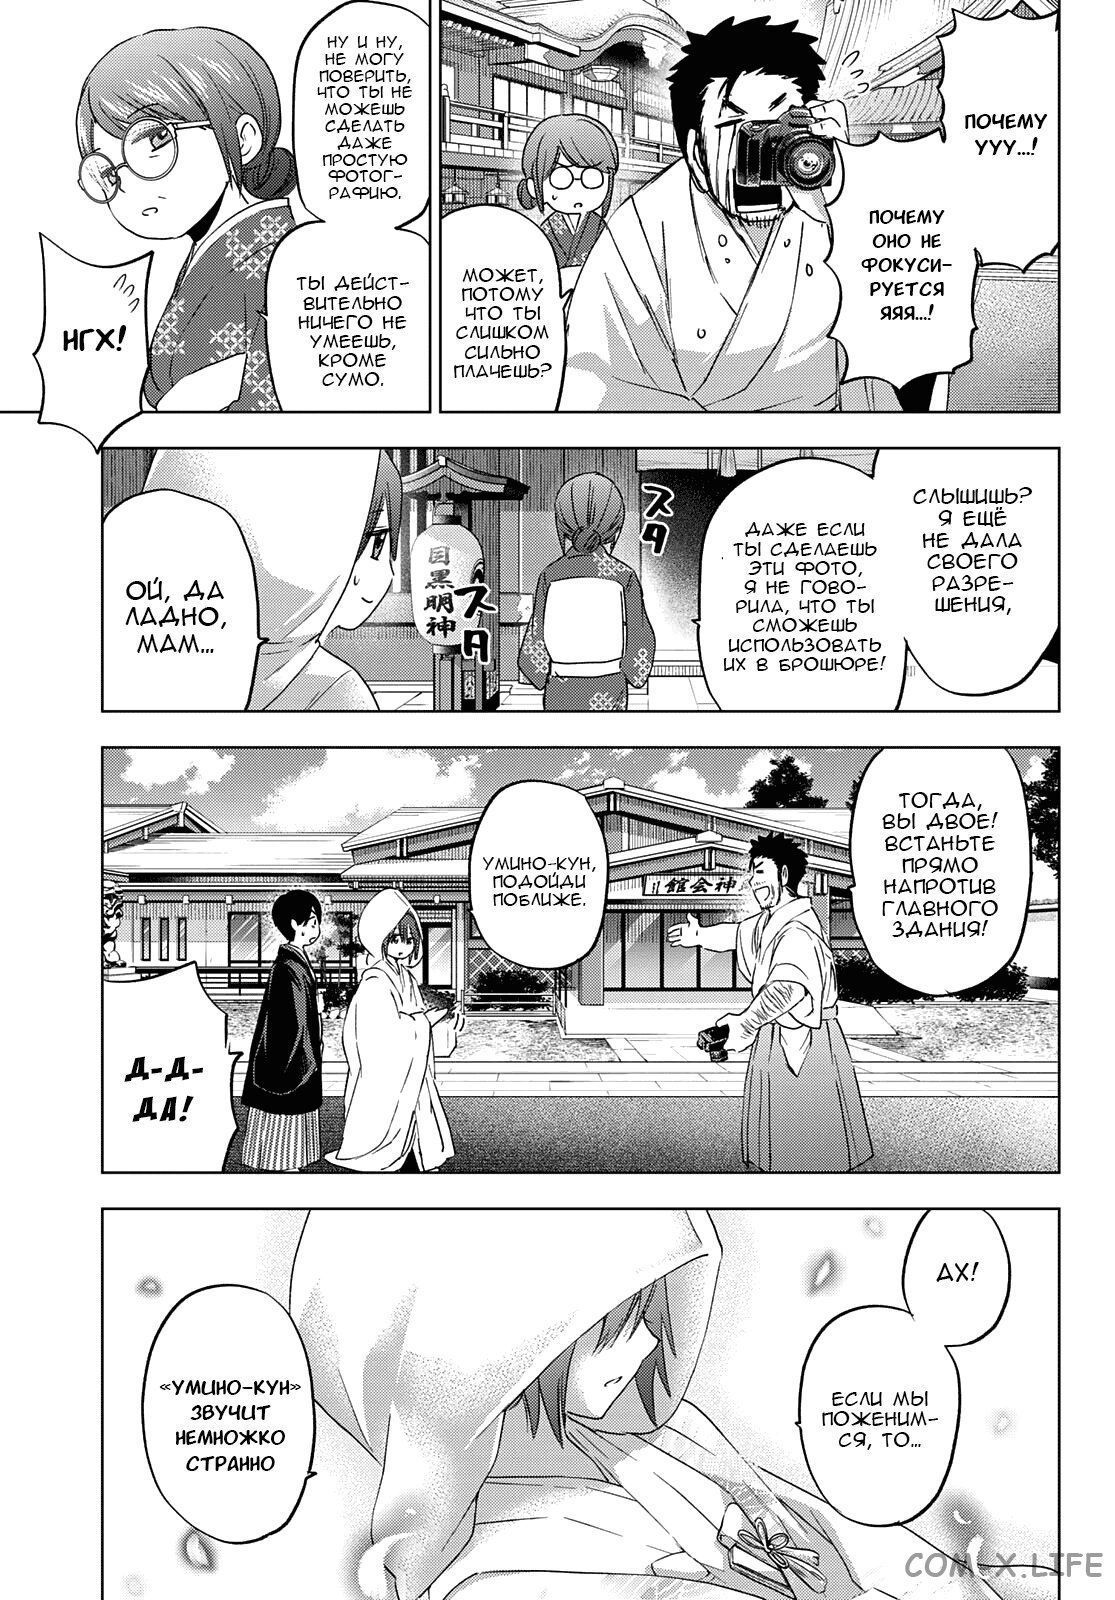 ПОЧЕМУ
УУУ...!
ПОЧЕМУ
ОНО НЕ
ФОКУСИ-
РУЕТСЯ
ЯЯЯ...!
МОЖЕТ,
ПОТОМУ
ЧТО ТЫ
СЛИШКОМ
СИЛЬНО
ПЛАЧЕШЬ?
НУ И НУ,
НЕ МОГУ
ПОВЕРИТЬ,
ЧТО ТЫ НЕ
МОЖЕШЬ
СДЕЛАТЬ
ДАЖЕ
ПРОСТУЮ
ФОТОГ-
РАФИЮ.
ТЫ ДЕЙСТ-
ВИТЕЛЬНО
НИЧЕГО НЕ
УМЕЕШЬ,
КРОМЕ
СУМО.
НГХ!
СЛЫШИШЬ?
Я ЕЩЁ
НЕ ДАЛА
СВОЕГО
РАЗРЕ-
ШЕНИЯ,
ДАЖЕ ЕСЛИ
ТЫ СДЕЛАЕШЬ
ЭТИ ФОТО,
Я НЕ ГОВО-
РИЛА, ЧТО ТЫ
СМОЖЕШЬ
ИСПОЛЬЗОВАТЬ
ИХ В БРОШЮРЕ!
スタ
スタ
目黒明神
ОЙ, ДА
ЛАДНО,
МАМ...
ТОГДА,
ВЫ ДВОЕ!
ВСТАНЬТЕ
ПРЯМО
НАПРОТИВ
ГЛАВНОГО
ЗДАНИЯ!
УМИНО-КУН,
ПОДОЙДИ
ПОБЛИЖЕ.
館会神
Д-Д-
ДА!
АХ!
ЕСЛИ МЫ
ПОЖЕНИМ-
СЯ, ТО...
«УМИНО-КУН»
ЗВУЧИТ
НЕМНОЖКО
СТРАННО
COM-X.LIFE